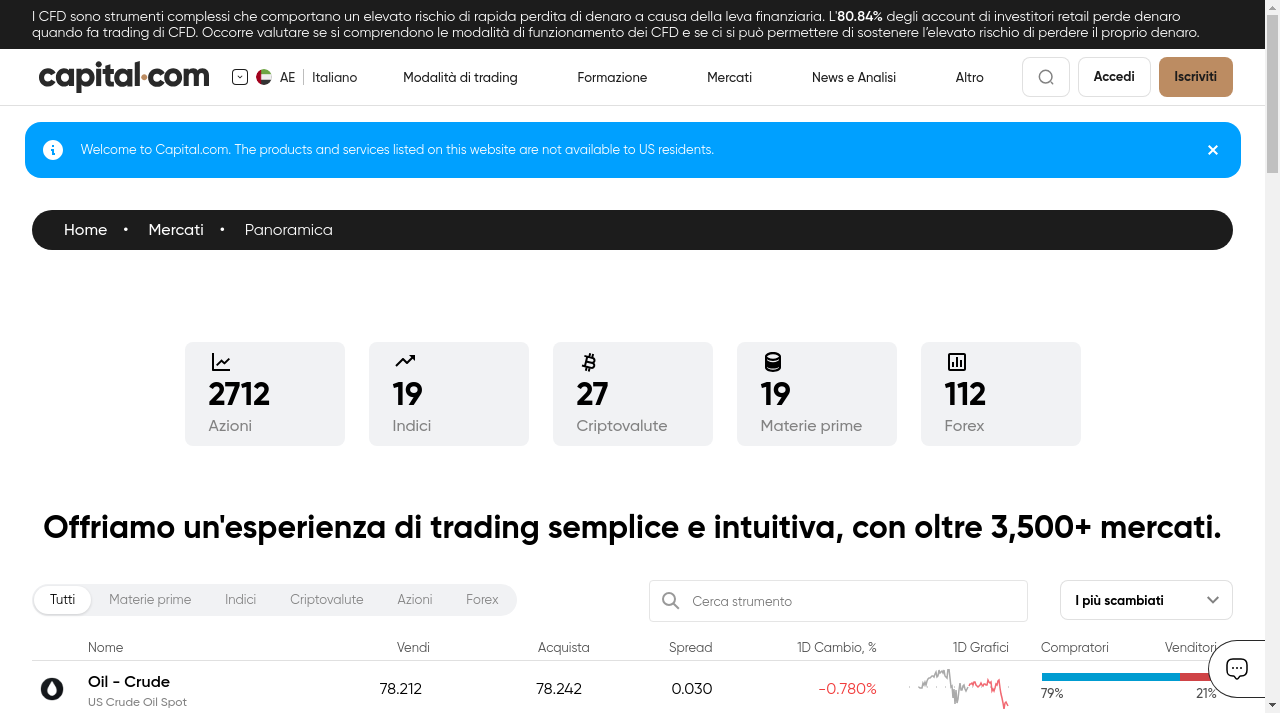 I CFD sono strumenti complessi che comportano un elevato rischio di rapida perdita di denaro a causa della leva finanziaria. L'80.84% degli account di investitori retail perde denaro
quando fa trading di CFD. Occorre valutare se si comprendono le modalità di funzionamento dei CFD e se ci si può permettere di sostenere l’elevato rischio di perdere il proprio denaro.
capital.com AE Italiano Modalità di trading Formazione Mercati News e Analisi Altro Accedi Iscriviti
Welcome to Capital.com. The products and services listed on this website are not available to US residents.
Home • Mercati • Panoramica
2712 19 27 19 112
Azioni Indici Criptovalute Materie prime Forex
Offriamo un'esperienza di trading semplice e intuitiva, con oltre 3,500+ mercati.
Tutti Materie prime Indici Criptovalute Azioni Forex Cerca strumento I più scambiati
Nome Vendi Acquista Spread 1D Cambio, % 1D Grafici Compratori Venditori
Oil - Crude 78.212 78.242 0.030 -0.780%
US Crude Oil Spot 79% 21%